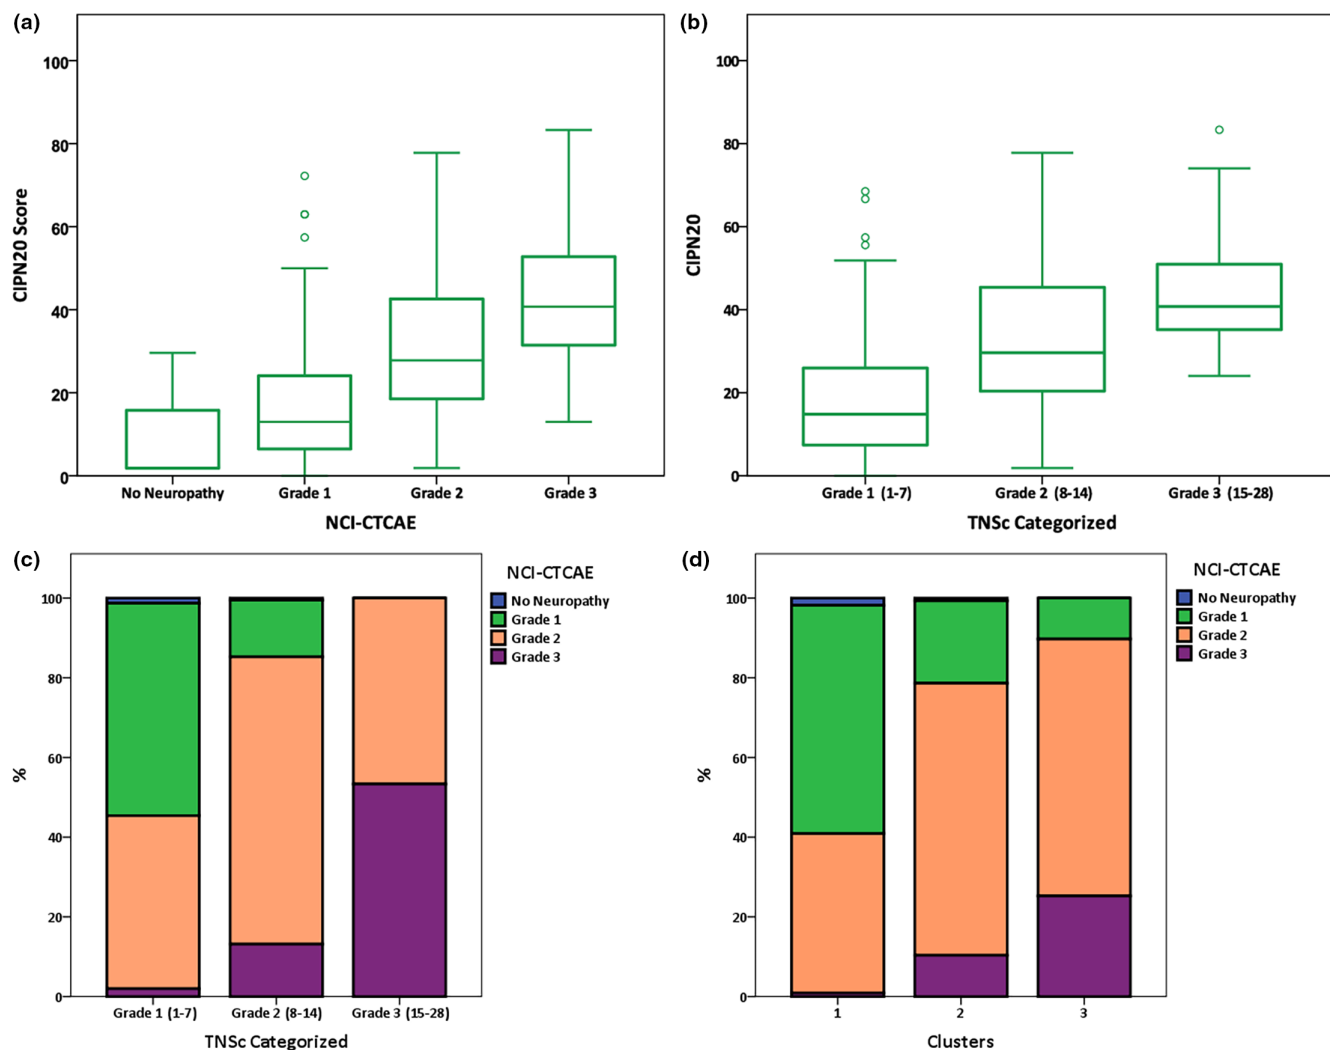 (a)
100
80
60
40
20
0
CIPN20 Score
No Neuropathy Grade 1 Grade 2 Grade 3
NCI-CTCAE
(b)
100
80
60
40
20
0
CIPN20
Grade 1 (1-7) Grade 2 (8-14) Grade 3 (15-28)
TNSc Categorized
(c)
100
80
60
40
20
0
%
Grade 1 (1-7) Grade 2 (8-14) Grade 3 (15-28)
TNSc Categorized
NCI-CTCAE
No Neuropathy
Grade 1
Grade 2
Grade 3
(d)
100
80
60
40
20
0
%
1 2 3
Clusters
NCI-CTCAE
No Neuropathy
Grade 1
Grade 2
Grade 3